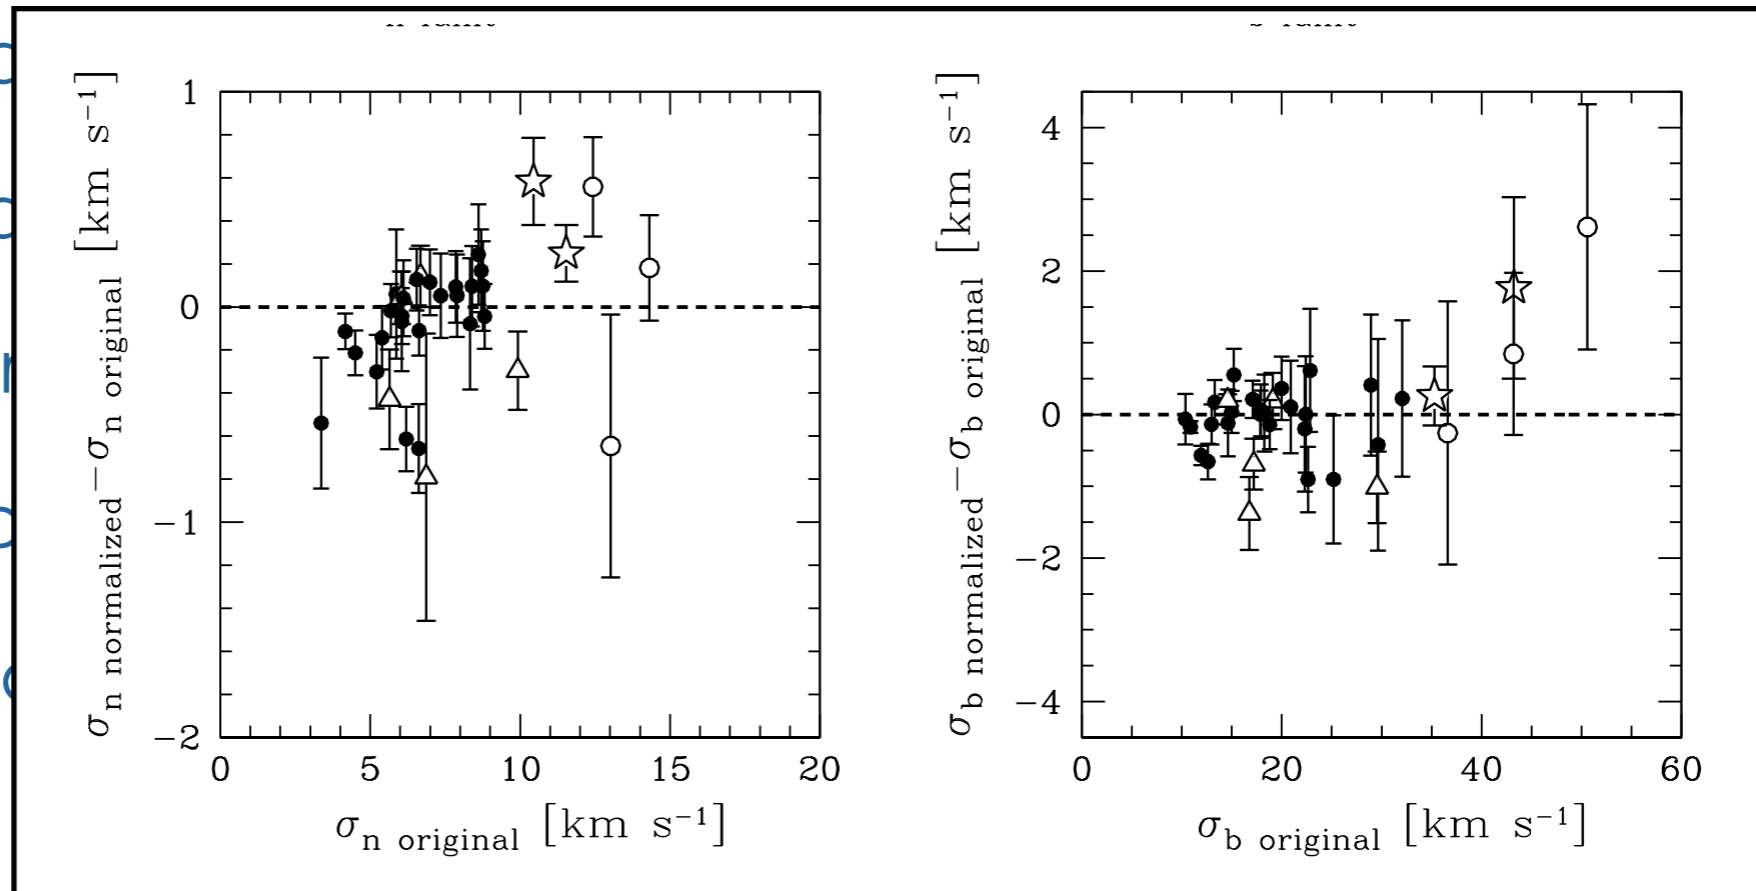 1
0
−1
−2
0 5 10 15 20
σn original [km s−1]
σn normalized−σn original [km s−1]
4
2
0
−2
−4
0 20 40 60
σb original [km s−1]
σb normalized−σb original [km s−1]